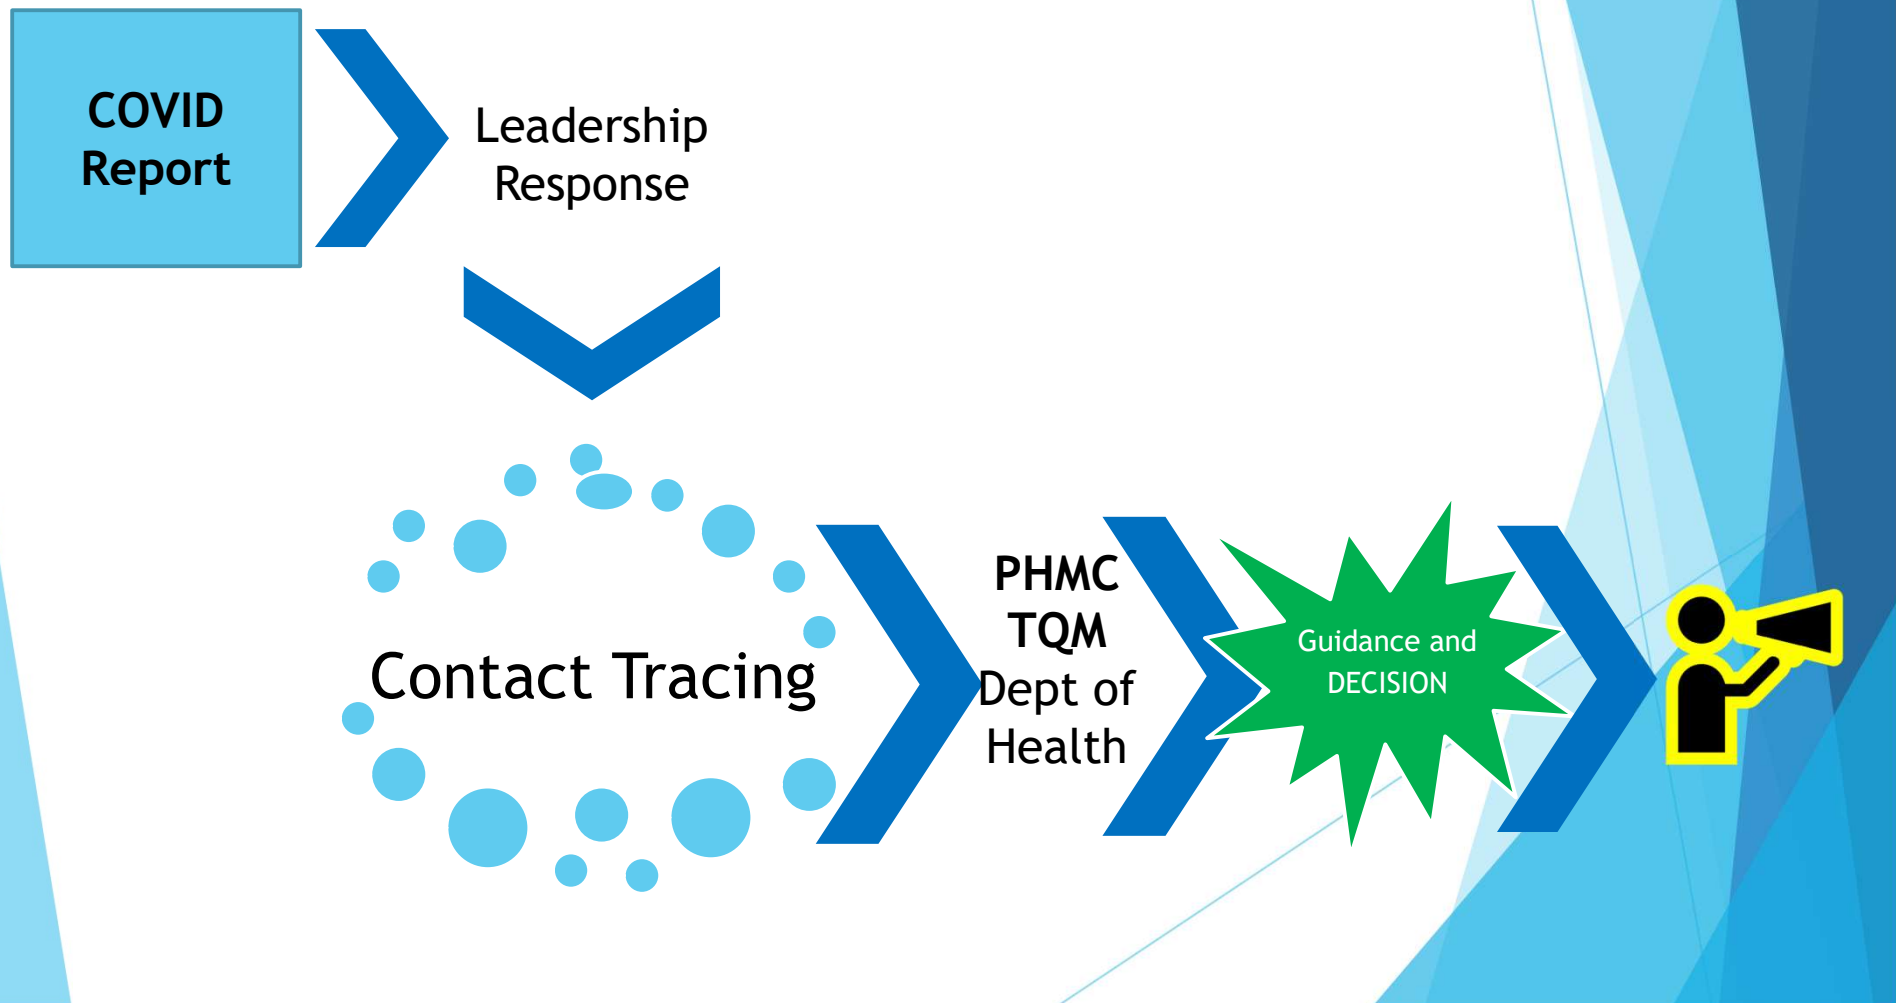 COVID
Report
Leadership
Response
Contact Tracing
PHMC
TQM
Dept of
Health
Guidance and
DECISION